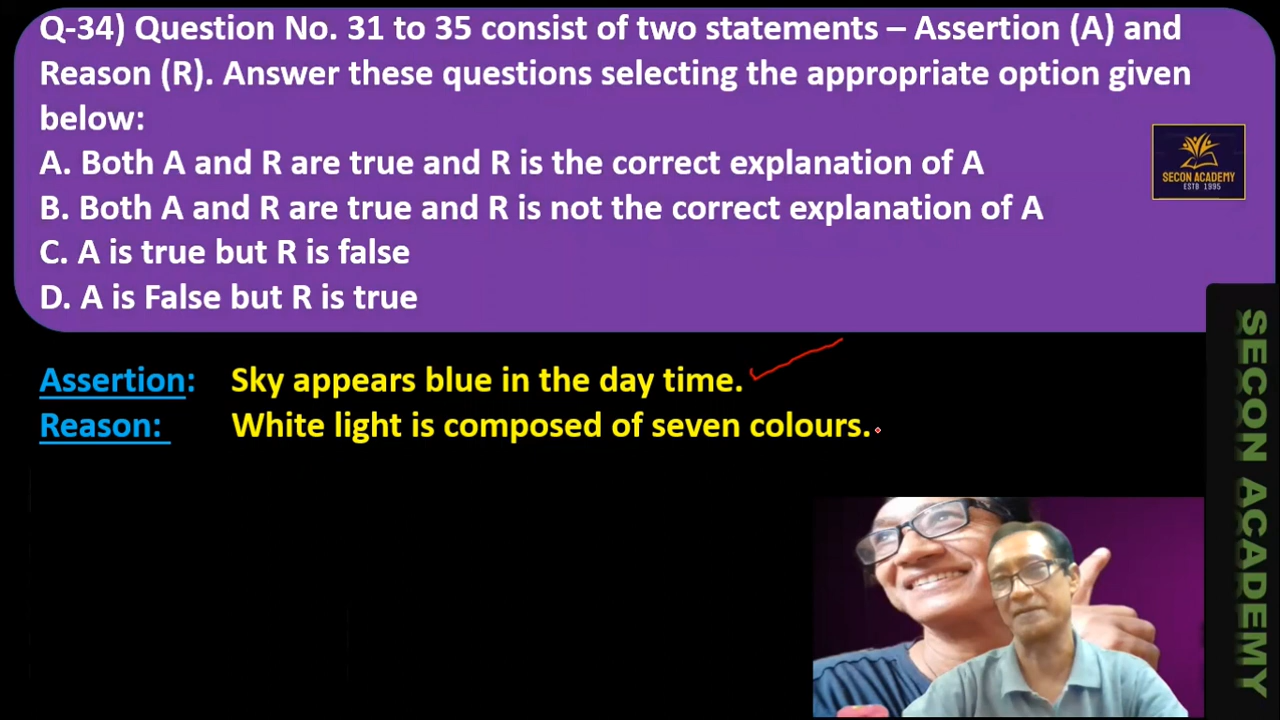 Q-34) Question No. 31 to 35 consist of two statements – Assertion (A) and
Reason (R). Answer these questions selecting the appropriate option given
below:
A. Both A and R are true and R is the correct explanation of A
B. Both A and R are true and R is not the correct explanation of A
C. A is true but R is false
D. A is False but R is true
SECON ACADEMY
ESTB 1995
Assertion: Sky appears blue in the day time.
Reason: White light is composed of seven colours.
SECON ACADEMY